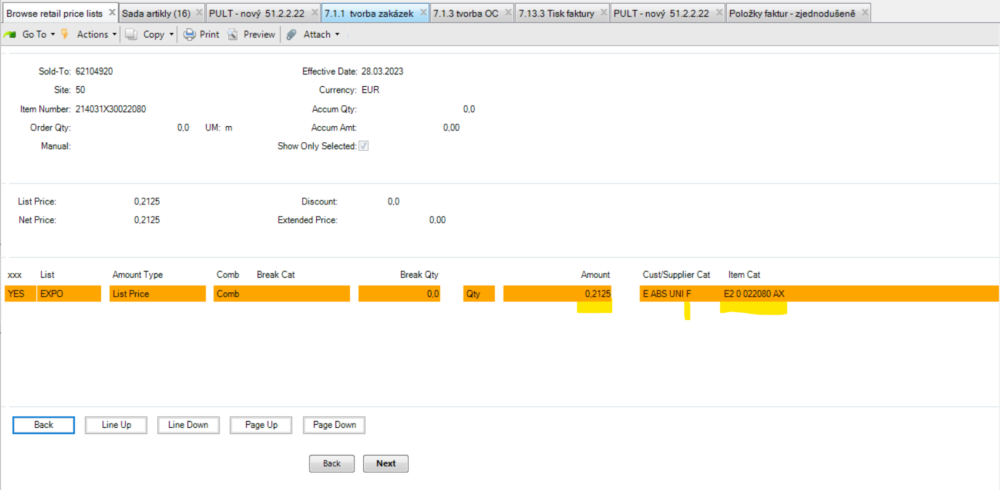 Browse retail price lists Sada artikly (16) PULT - nový 51.2.2.22 7.1.1 tvorba zakázek 7.1.3 tvorba OC 7.13.3 Tisk faktury PULT - nový 51.2.2.22 Položky faktur - zjednodušeně
Go To Actions Copy Print Preview Attach
Sold-To: 62104920 Effective Date: 28.03.2023
Site: 50 Currency: EUR
Item Number: 214031X30022080 Accum Qty: 0,0
Order Qty: 0,0 UM: m Accum Amt: 0,00
Manual: Show Only Selected:
List Price: 0,2125 Discount: 0,0
Net Price: 0,2125 Extended Price: 0,00
xxx List Amount Type Comb Break Cat Break Qty Amount Cust/Supplier Cat Item Cat
YES EXPO List Price Comb 0,0 Qty 0,2125 E ABS UNI F E2 0 022080 AX
Back Line Up Line Down Page Up Page Down
Back Next